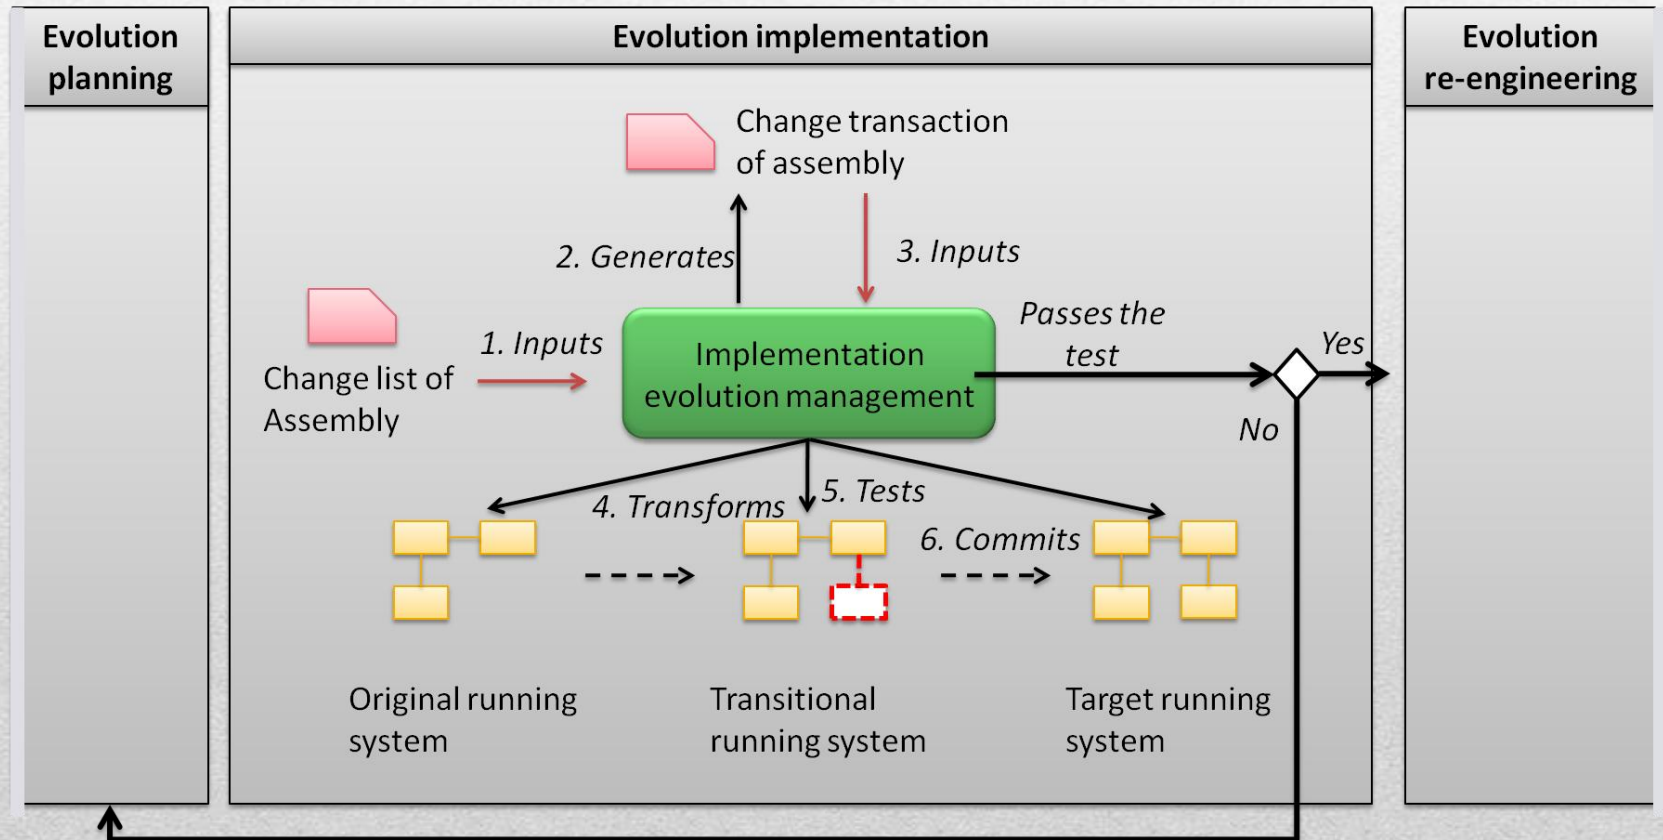 Evolution
planning
Evolution implementation
Evolution
re-engineering
Change transaction
of assembly
2. Generates
3. Inputs
1. Inputs
Change list of
Assembly
Implementation
evolution management
Passes the
test
Yes
No
4. Transforms
5. Tests
6. Commits
Original running
system
Transitional
running system
Target running
system